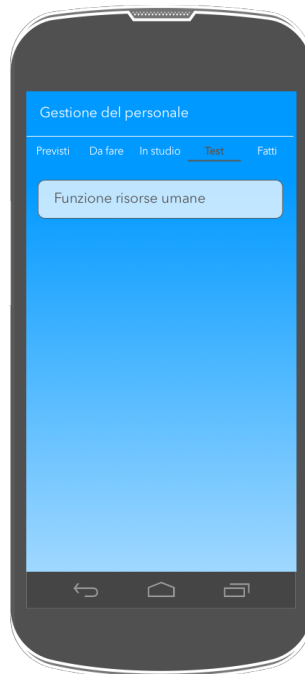 Gestione del personale
Previsti Da fare In studio Test Fatti
Funzione risorse umane